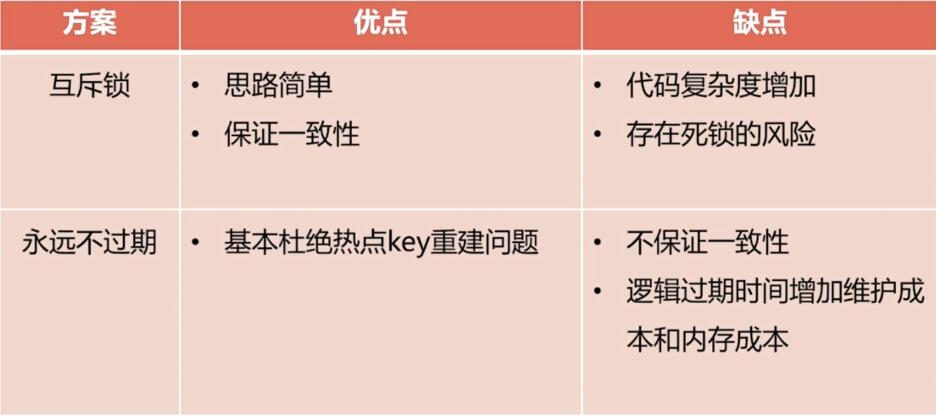 方案 优点 缺点
互斥锁
• 思路简单
• 保证一致性
• 代码复杂度增加
• 存在死锁的风险
永远不过期
• 基本杜绝热点key重建问题
• 不保证一致性
• 逻辑过期时间增加维护成
本和内存成本